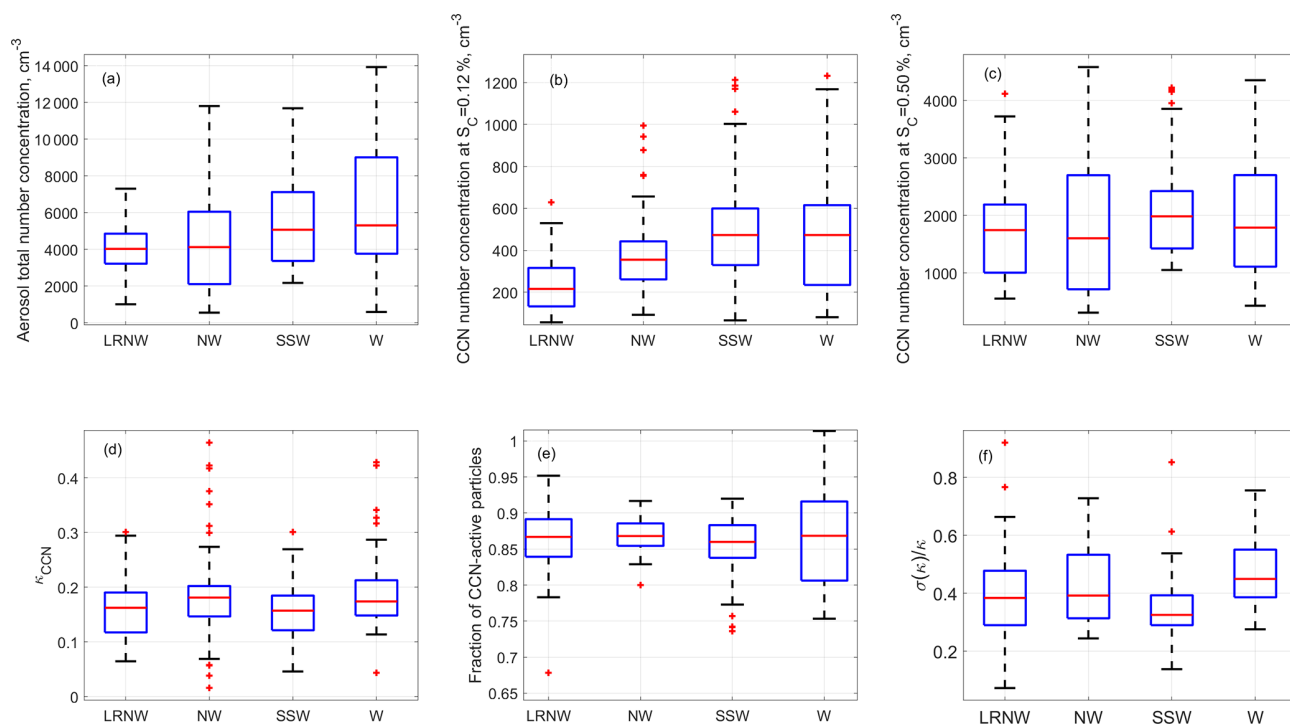 Aerosol total number concentration, cm⁻³
(a)
14 000
12 000
10 000
8000
6000
4000
2000
0
LRNW NW SSW W
CCN number concentration at S_C=0.12 %, cm⁻³
(b)
1200
1000
800
600
400
200
LRNW NW SSW W
CCN number concentration at S_C=0.50 %, cm⁻³
(c)
4000
3000
2000
1000
LRNW NW SSW W
κ_CCN
(d)
0.4
0.3
0.2
0.1
0
LRNW NW SSW W
Fraction of CCN-active particles
(e)
1
0.95
0.9
0.85
0.8
0.75
0.7
0.65
LRNW NW SSW W
σ(κ)/κ
(f)
0.8
0.6
0.4
0.2
LRNW NW SSW W